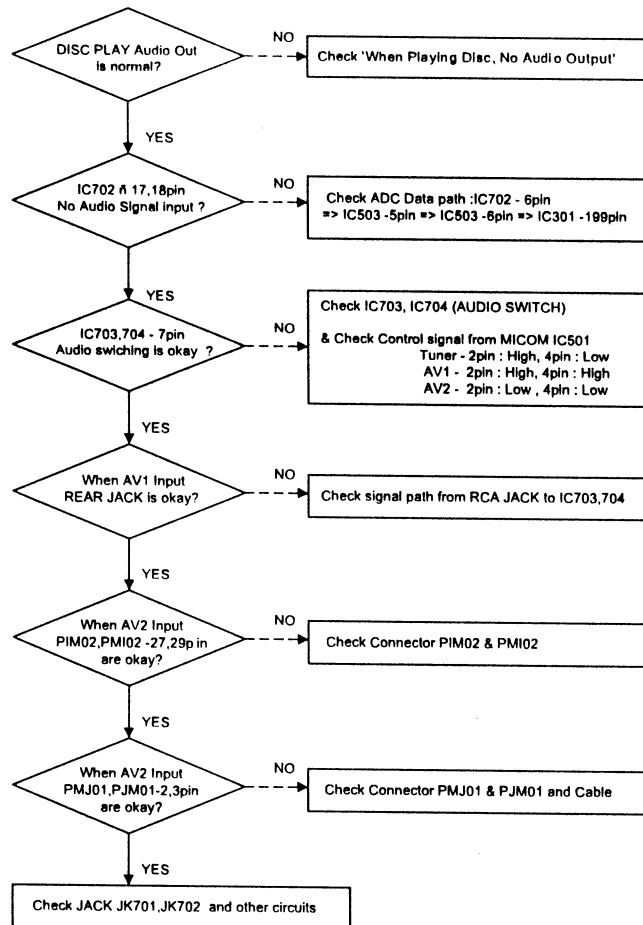 DISC PLAY Audio Out
is normal?
NO
Check 'When Playing Disc, No Audio Output'
YES
IC702 ñ 17,18pin
No Audio Signal input ?
NO
Check ADC Data path :IC702 - 6pin
=> IC503 -5pin => IC503 -6pin => IC301 -199pin
YES
IC703,704 - 7pin
Audio swiching is okay ?
NO
Check IC703, IC704 (AUDIO SWITCH)
& Check Control signal from MICOM IC501
Tuner - 2pin : High, 4pin : Low
AV1 - 2pin : High, 4pin : High
AV2 - 2pin : Low , 4pin : Low
YES
When AV1 Input
REAR JACK is okay?
NO
Check signal path from RCA JACK to IC703,704
YES
When AV2 Input
PIM02,PMI02 -27,29p in
are okay?
NO
Check Connector PIM02 & PMI02
YES
When AV2 Input
PMJ01,PJM01-2,3pin
are okay?
NO
Check Connector PMJ01 & PJM01 and Cable
YES
Check JACK JK701,JK702 and other circuits